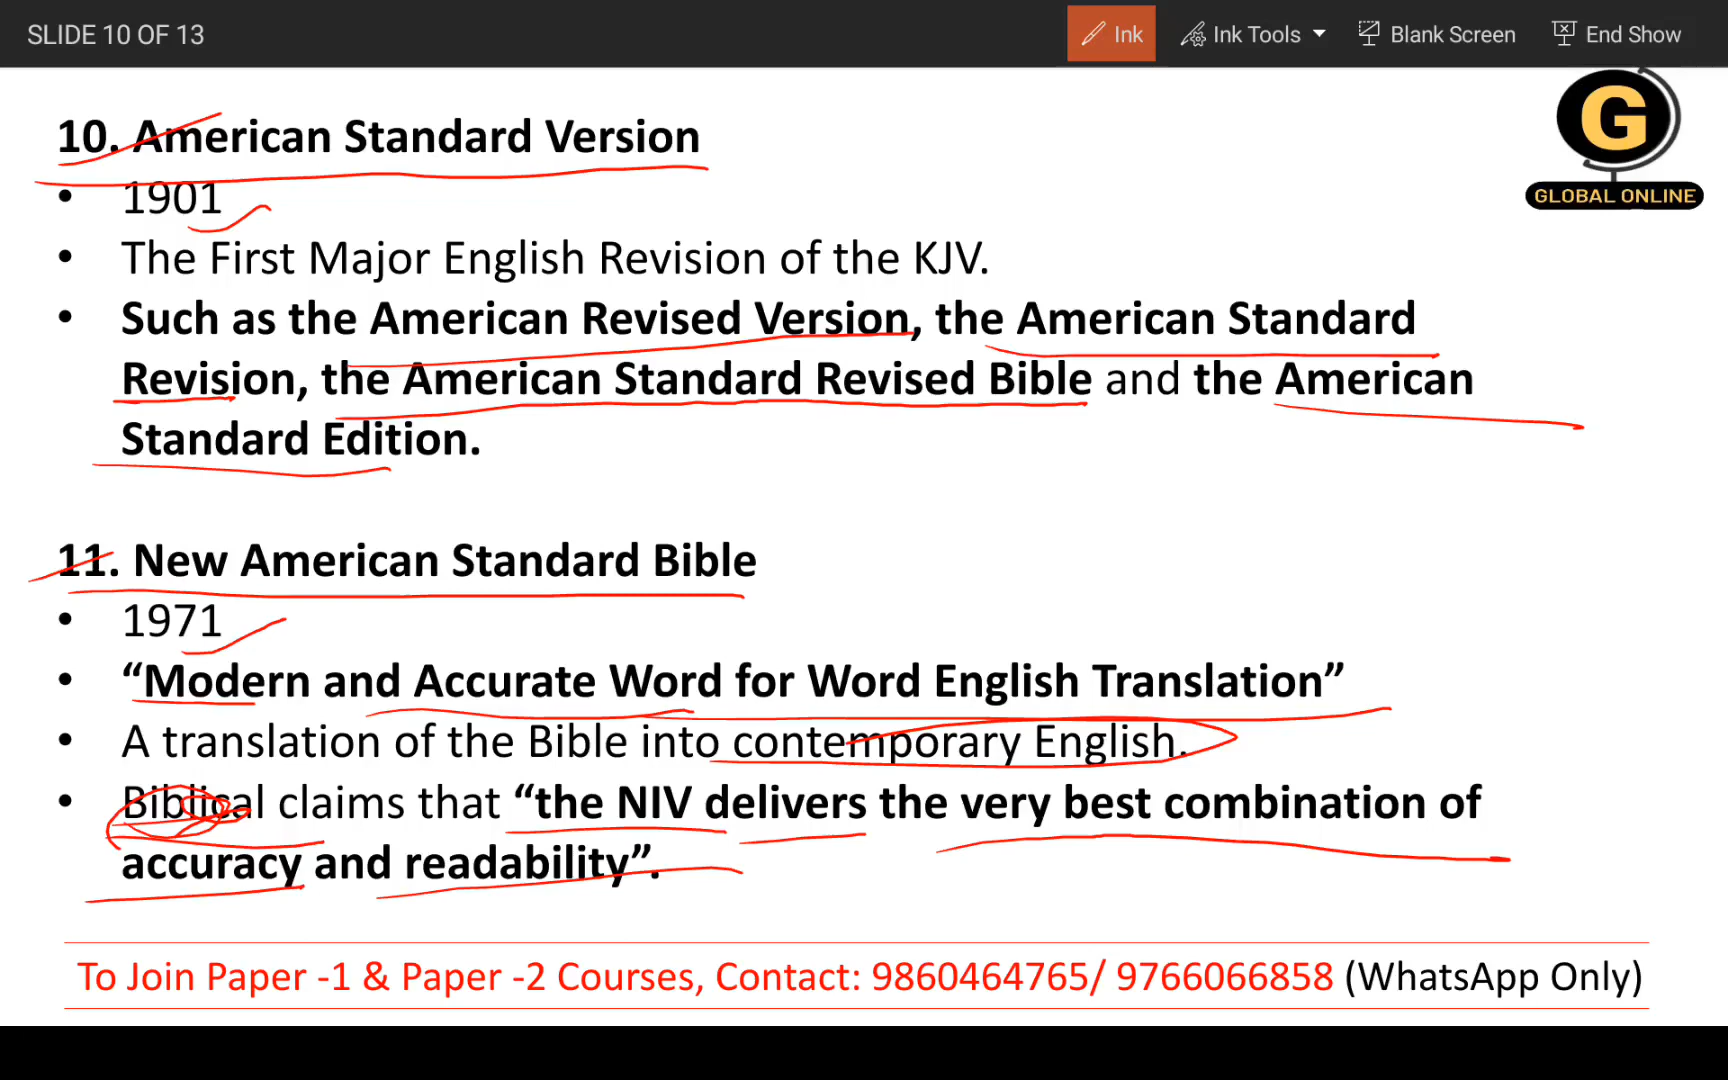 SLIDE 10 OF 13
Ink
Ink Tools
Blank Screen
End Show
G
GLOBAL ONLINE
10. American Standard Version
• 1901
• The First Major English Revision of the KJV.
• Such as the American Revised Version, the American Standard
Revision, the American Standard Revised Bible and the American
Standard Edition.
11. New American Standard Bible
• 1971
• “Modern and Accurate Word for Word English Translation”
• A translation of the Bible into contemporary English.
• Biblical claims that “the NIV delivers the very best combination of
accuracy and readability”.
To Join Paper -1 & Paper -2 Courses, Contact: 9860464765/ 9766066858 (WhatsApp Only)